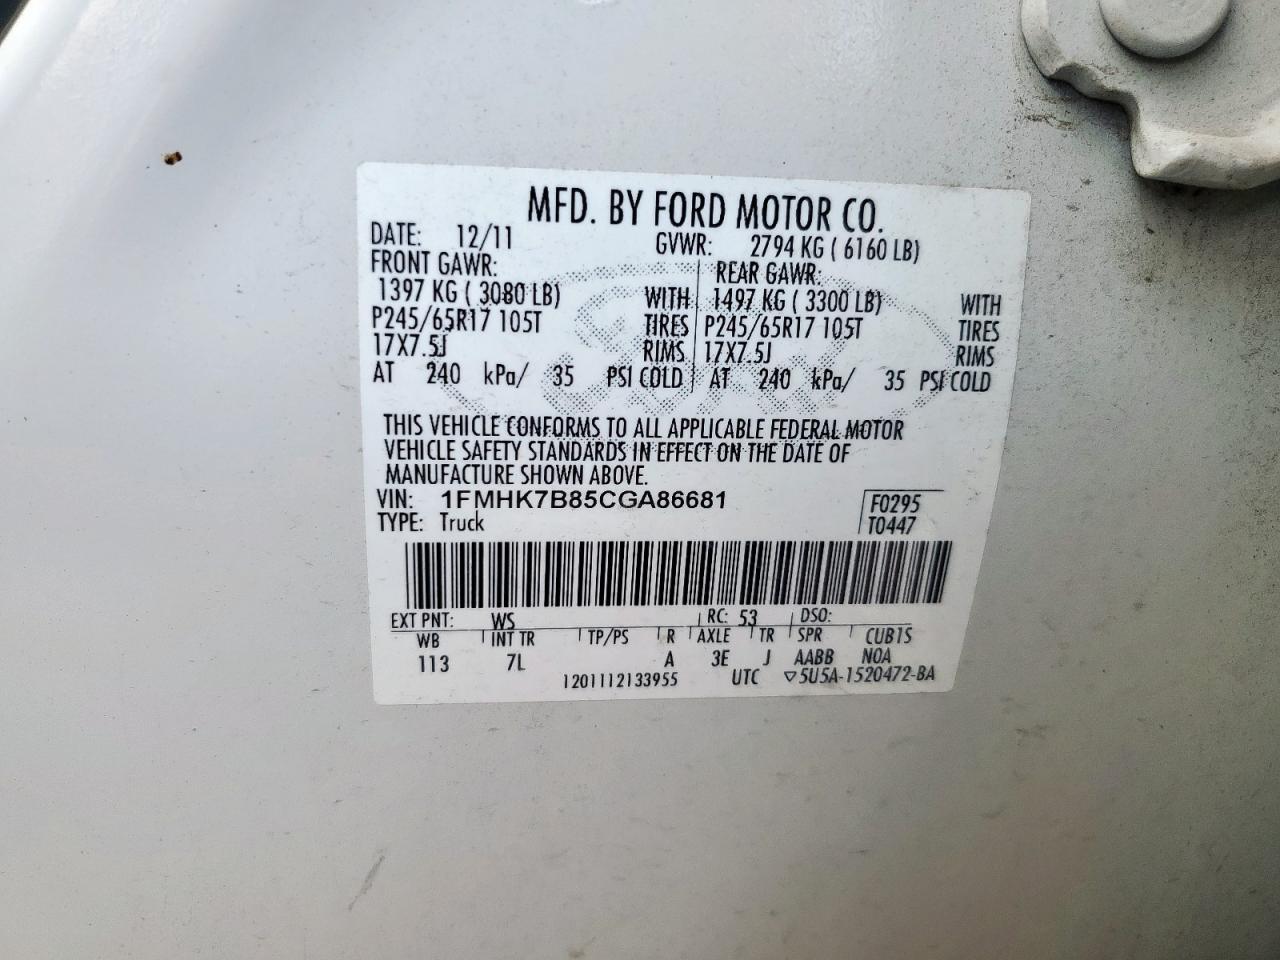 MFD. BY FORD MOTOR CO.
DATE: 12/11 GVWR: 2794 KG ( 6160 LB)
FRONT GAWR: REAR GAWR:
1397 KG ( 3080 LB) WITH 1497 KG ( 3300 LB) WITH
P245/65R17 105T TIRES P245/65R17 105T TIRES
17X7.5J RIMS 17X7.5J RIMS
AT 240 kPa/ 35 PSI COLD AT 240 kPa/ 35 PSI COLD
THIS VEHICLE CONFORMS TO ALL APPLICABLE FEDERAL MOTOR
VEHICLE SAFETY STANDARDS IN EFFECT ON THE DATE OF
MANUFACTURE SHOWN ABOVE.
VIN: 1FMHK7B85CGA86681 F0295
TYPE: Truck T0447
EXT PNT: WS RC: 53 DSO:
WB INT TR TP/PS R AXLE TR SPR CUB1S
113 7L A 3E J AABB N0A
1201112133955 UTC ▽5U5A-1520472-BA
Ford